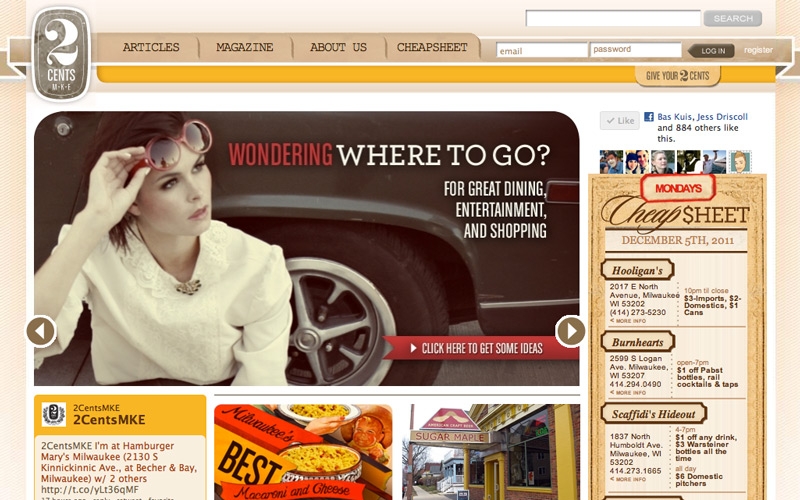 SEARCH
2
CENTS
M·K·E
ARTICLES
MAGAZINE
ABOUT US
CHEAPSHEET
email
password
LOG IN
register
GIVE YOUR 2 CENTS
WONDERING WHERE TO GO?
FOR GREAT DINING,
ENTERTAINMENT,
AND SHOPPING
CLICK HERE TO GET SOME IDEAS
Like
Bas Kuis, Jess Driscoll
and 884 others like
this.
MONDAYS
Cheap $HEET
DECEMBER 5TH, 2011
Hooligan's
2017 E North
Avenue, Milwaukee
WI 53202
(414) 273-5230
< MORE INFO
10pm til close
$3-Imports, $2-
Domestics, $1
Cans
Burnhearts
2599 S Logan
Ave. Milwaukee,
WI 53207
414.294.0490
< MORE INFO
open-7pm
$1 off Pabst
bottles, rail
cocktails & taps
Scaffidi's Hideout
1837 North
Humboldt Ave.
Milwaukee, WI
53202
414.273.1665
< MORE INFO
4-7pm
$1 off any drink,
$3 Warsteiner
bottles all the
time
all day
$6 Domestic
pitchers
2CentsMKE
2CentsMKE
2CentsMKE I'm at Hamburger
Mary's Milwaukee (2130 S
Kinnickinnic Ave., at Becher & Bay,
Milwaukee) w/ 2 others
http://t.co/yLt36qMF
Milwaukee's
BEST
Macaroni and Cheese
AMERICAN CRAFT BEER
SUGAR MAPLE